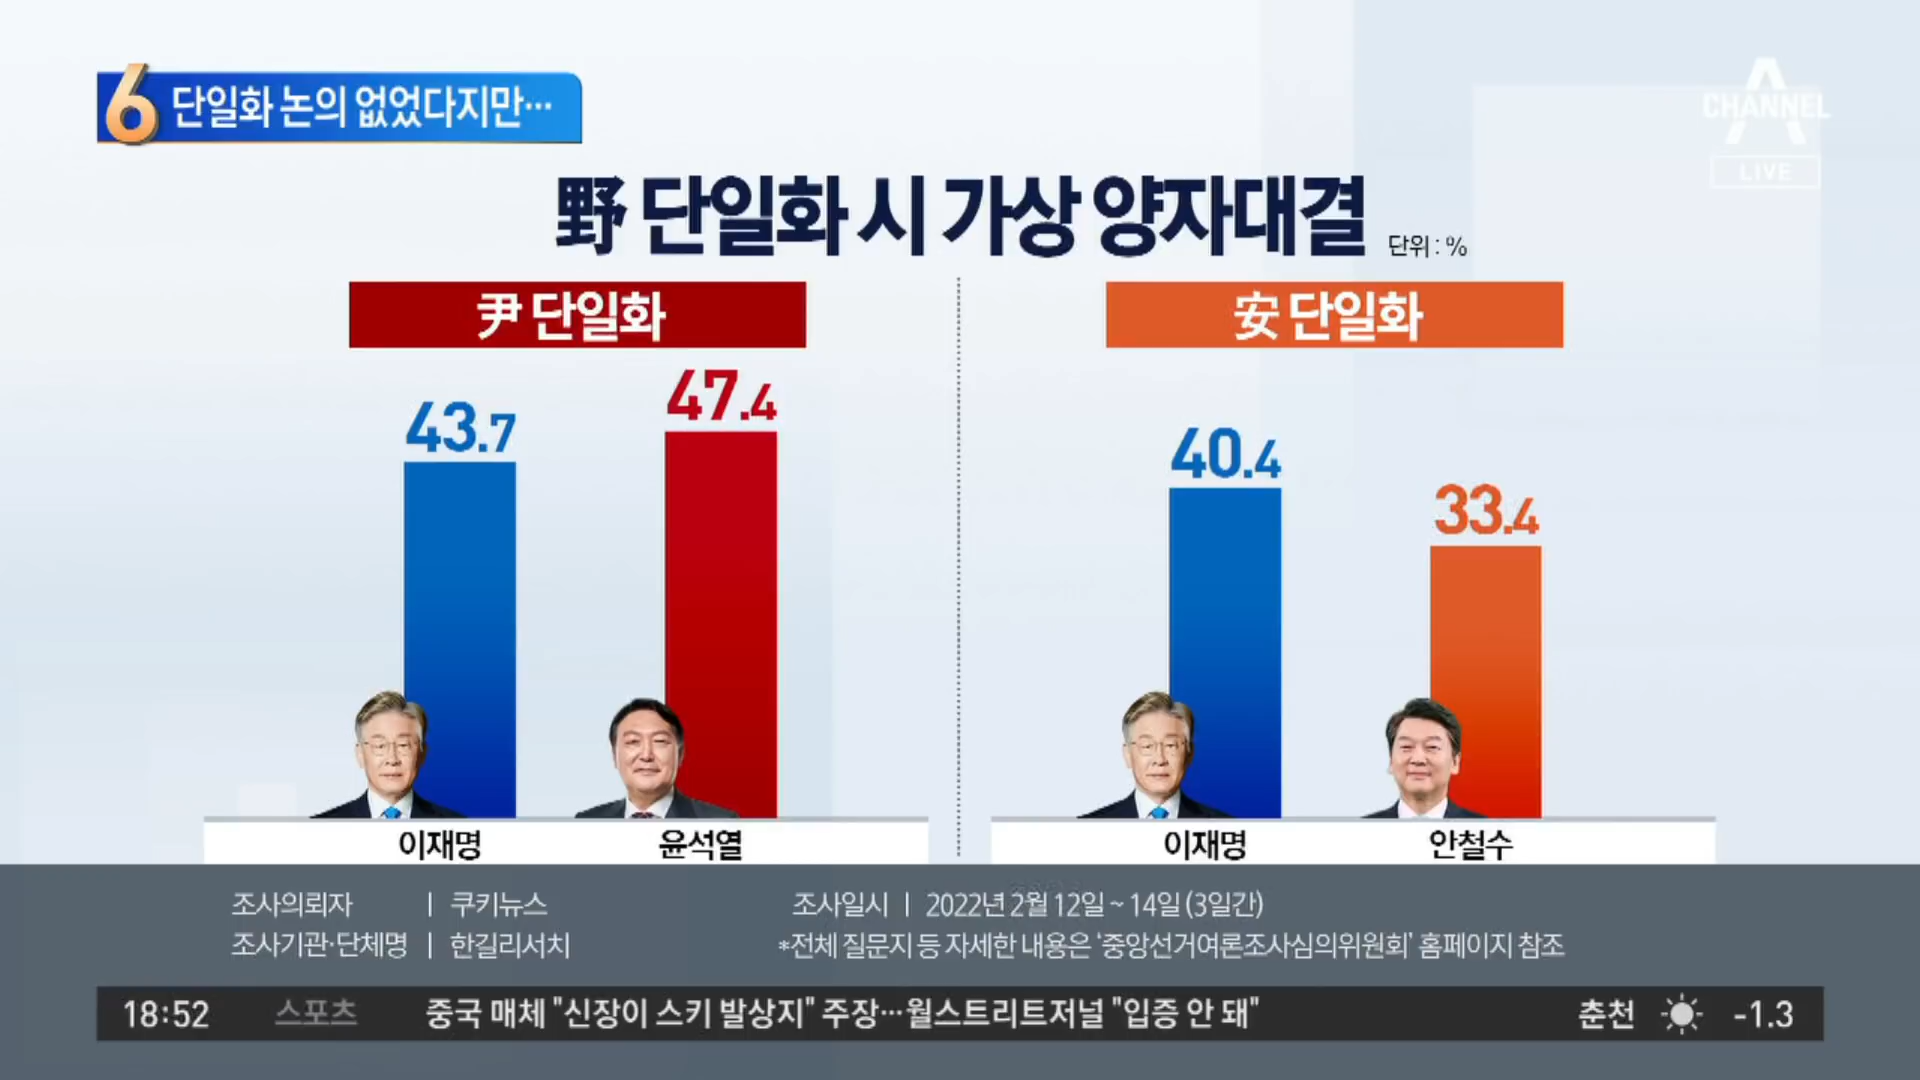 6 단일화 논의 없었다지만…
CHANNEL A
LIVE
野 단일화 시 가상 양자대결 단위 : %
尹 단일화
43.7
47.4
이재명
윤석열
安 단일화
40.4
33.4
이재명
안철수
조사의뢰자 | 쿠키뉴스
조사기관·단체명 | 한길리서치
조사일시 | 2022년 2월 12일 ~ 14일 (3일간)
*전체 질문지 등 자세한 내용은 '중앙선거여론조사심의위원회' 홈페이지 참조
18:52 스포츠 중국 매체 "신장이 스키 발상지" 주장…월스트리트저널 "입증 안 돼" 춘천 -1.3